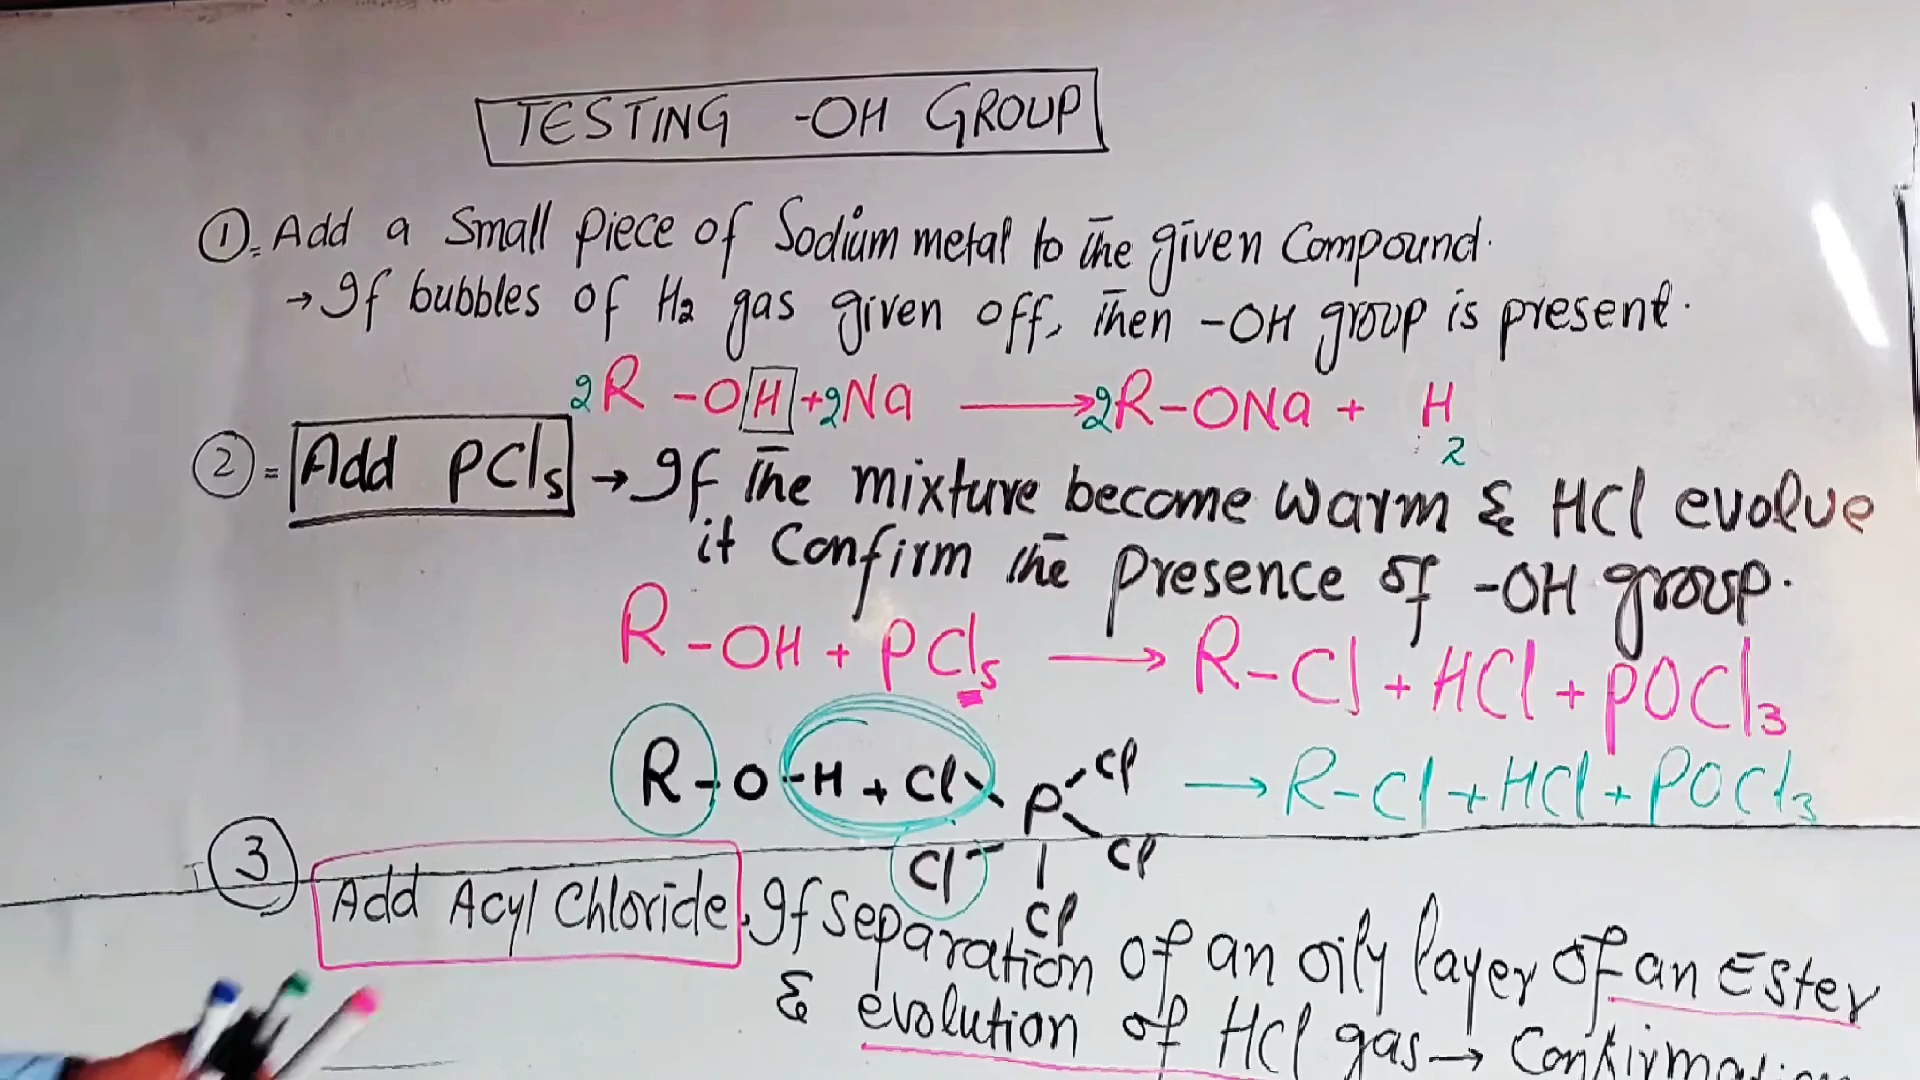 TESTING -OH GROUP
①= Add a Small Piece of Sodium metal to the given Compound.
→ If bubbles of H₂ gas given off, then -OH group is present.
2R-OH + 2Na → 2R-ONa + H₂
②= Add PCl₅ → If the mixture become warm & HCl evolve
it Confirm the Presence of -OH group.
R-OH + PCl₅ → R-Cl + HCl + POCl₃
R-O-H + Cl P Cl → R-Cl + HCl + POCl₃
Cl Cl
Cl
③ Add Acyl Chloride. If Separation of an oily layer of an Ester
& evolution of HCl gas →